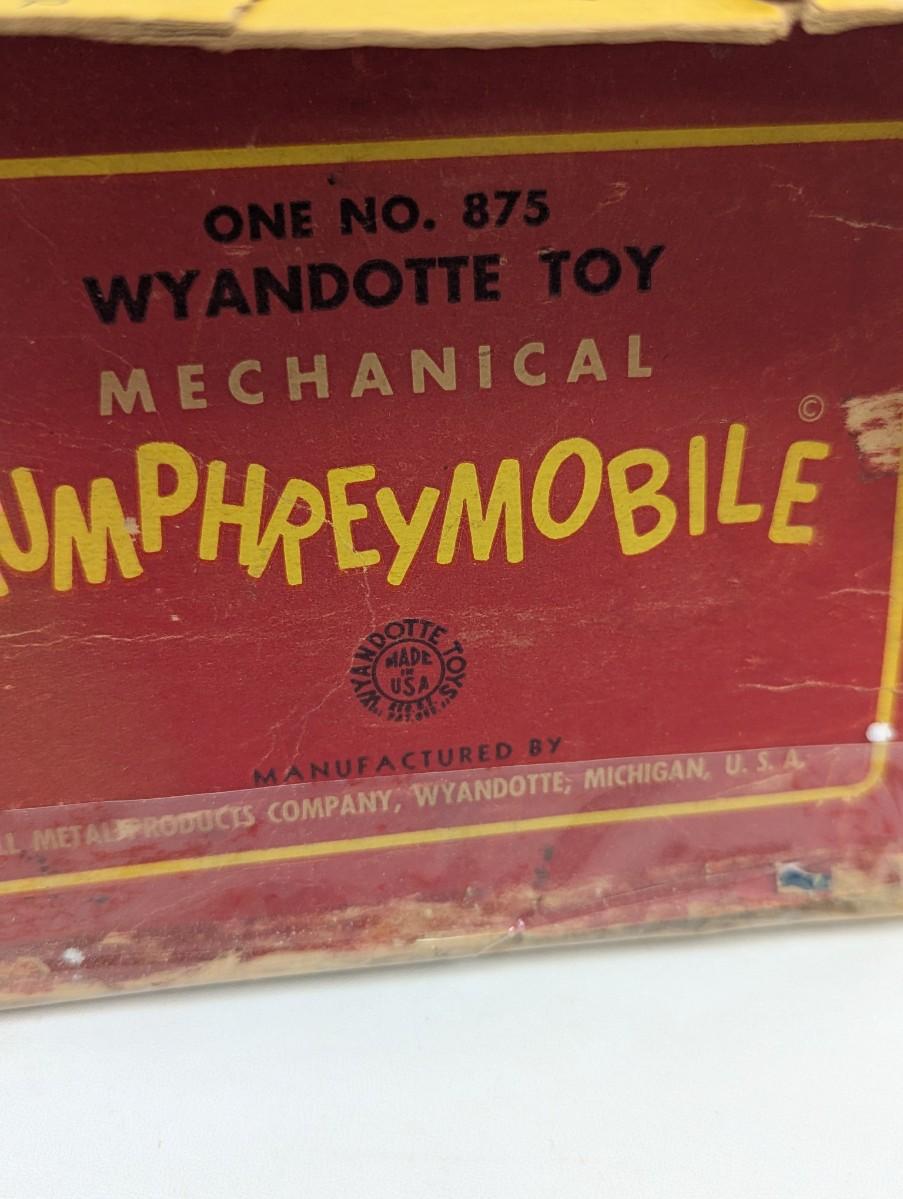 ONE NO. 875
WYANDOTTE TOY
MECHANICAL
©
UMPHREYMOBILE
WYANDOTTE TOYS
MADE
IN
USA
MANUFACTURED BY
LL METAL PRODUCTS COMPANY, WYANDOTTE, MICHIGAN, U. S. A.